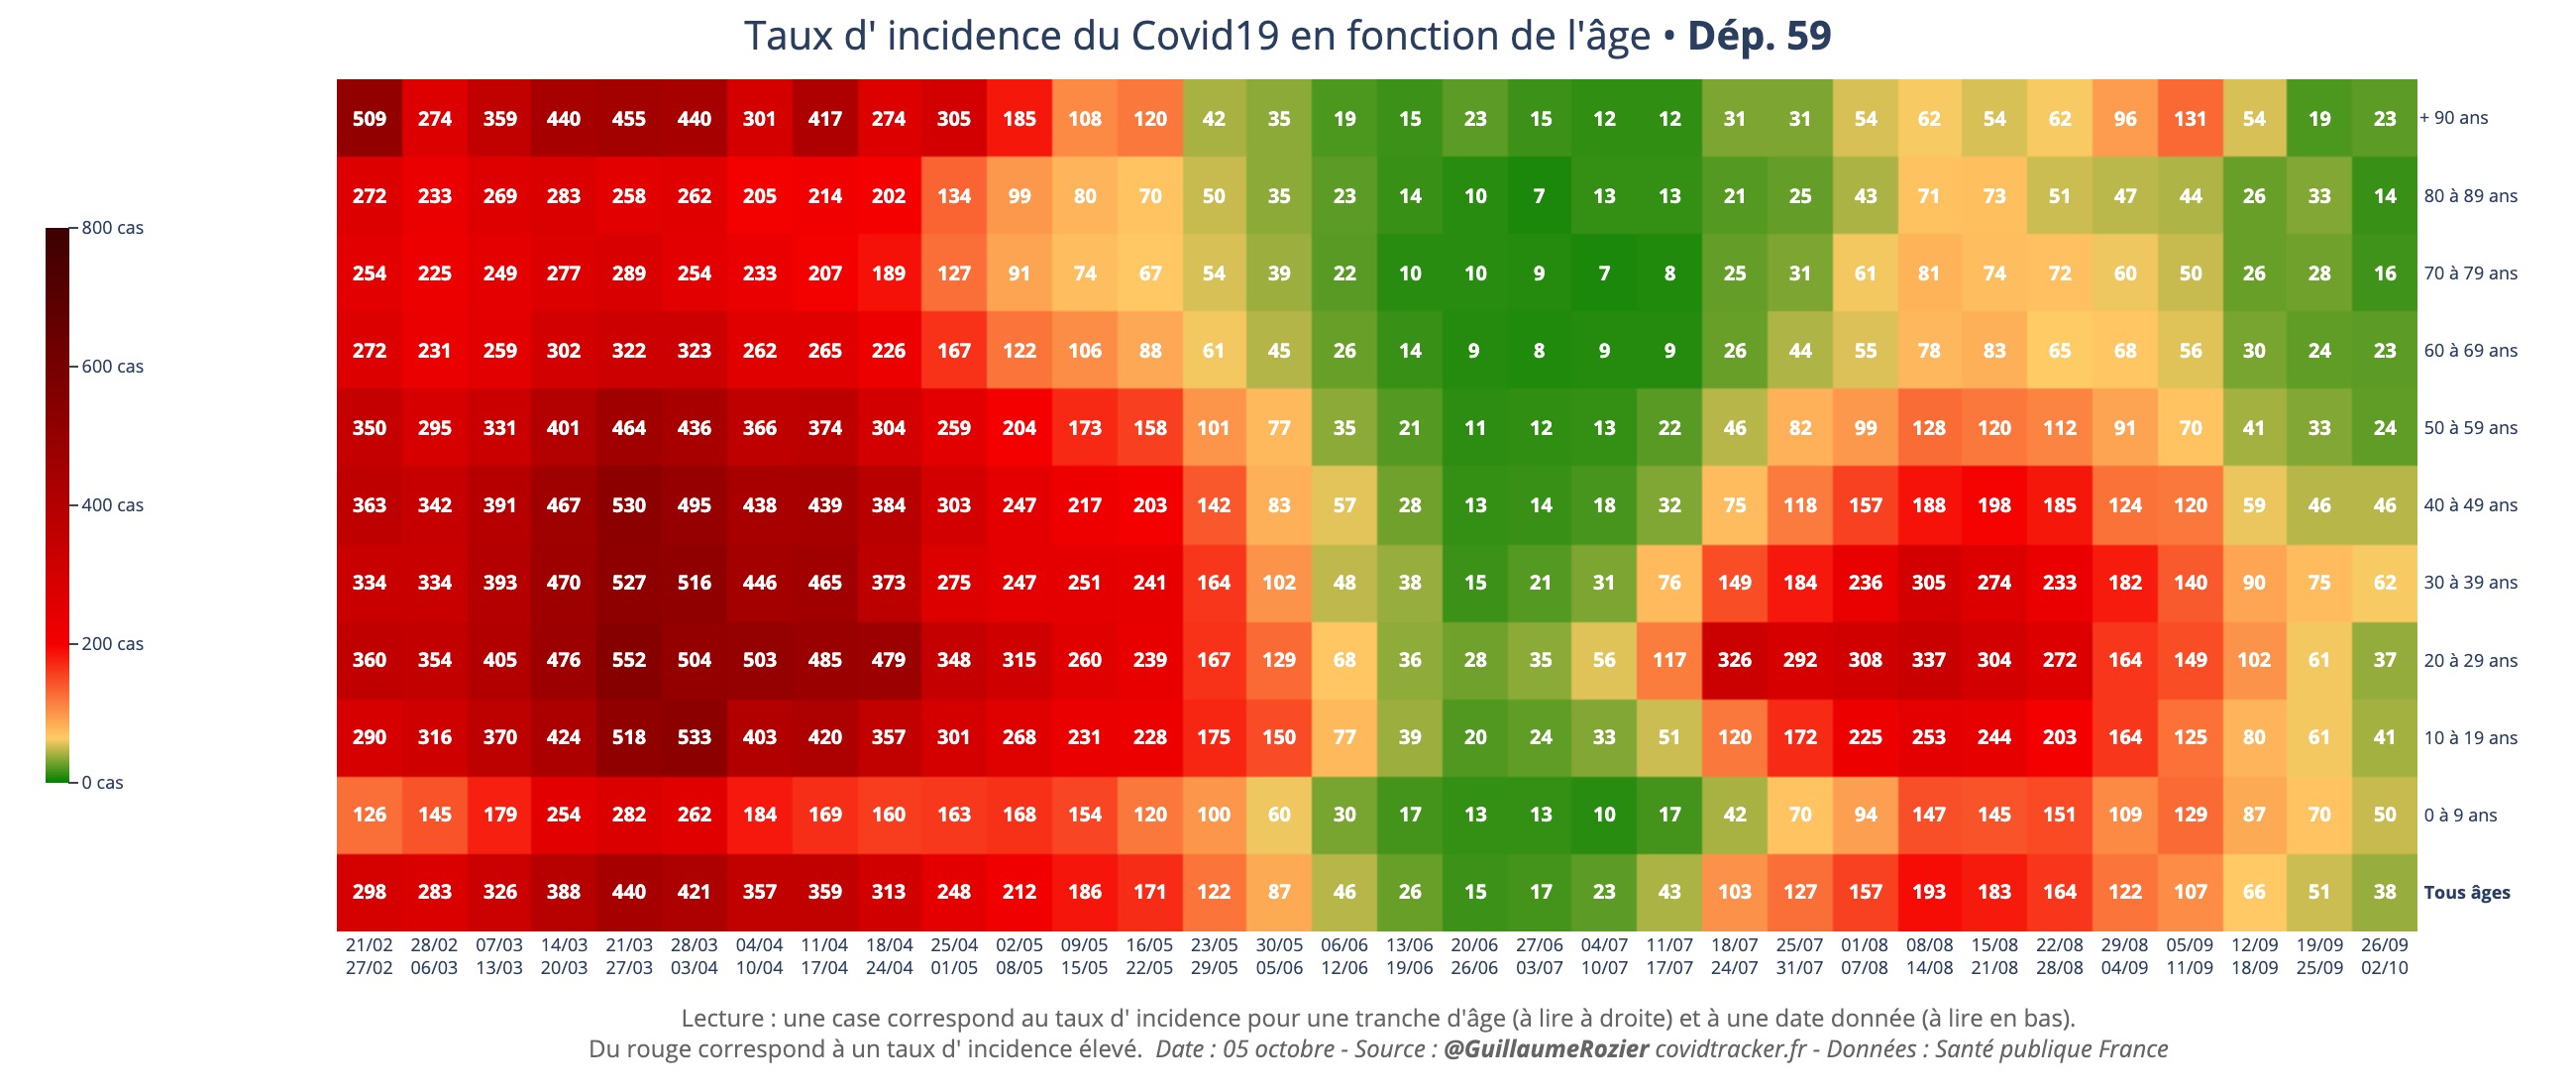 Taux d' incidence du Covid19 en fonction de l'âge • Dép. 59
800 cas
600 cas
400 cas
200 cas
0 cas
509 274 359 440 455 440 301 417 274 305 185 108 120 42 35 19 15 23 15 12 12 31 31 54 62 54 62 96 131 54 19 23 + 90 ans
272 233 269 283 258 262 205 214 202 134 99 80 70 50 35 23 14 10 7 13 13 21 25 43 71 73 51 47 44 26 33 14 80 à 89 ans
254 225 249 277 289 254 233 207 189 127 91 74 67 54 39 22 10 10 9 7 8 25 31 61 81 74 72 60 50 26 28 16 70 à 79 ans
272 231 259 302 322 323 262 265 226 167 122 106 88 61 45 26 14 9 8 9 9 26 44 55 78 83 65 68 56 30 24 23 60 à 69 ans
350 295 331 401 464 436 366 374 304 259 204 173 158 101 77 35 21 11 12 13 22 46 82 99 128 120 112 91 70 41 33 24 50 à 59 ans
363 342 391 467 530 495 438 439 384 303 247 217 203 142 83 57 28 13 14 18 32 75 118 157 188 198 185 124 120 59 46 46 40 à 49 ans
334 334 393 470 527 516 446 465 373 275 247 251 241 164 102 48 38 15 21 31 76 149 184 236 305 274 233 182 140 90 75 62 30 à 39 ans
360 354 405 476 552 504 503 485 479 348 315 260 239 167 129 68 36 28 35 56 117 326 292 308 337 304 272 164 149 102 61 37 20 à 29 ans
290 316 370 424 518 533 403 420 357 301 268 231 228 175 150 77 39 20 24 33 51 120 172 225 253 244 203 164 125 80 61 41 10 à 19 ans
126 145 179 254 282 262 184 169 160 163 168 154 120 100 60 30 17 13 13 10 17 42 70 94 147 145 151 109 129 87 70 50 0 à 9 ans
298 283 326 388 440 421 357 359 313 248 212 186 171 122 87 46 26 15 17 23 43 103 127 157 193 183 164 122 107 66 51 38 Tous âges
21/02 28/02 07/03 14/03 21/03 28/03 04/04 11/04 18/04 25/04 02/05 09/05 16/05 23/05 30/05 06/06 13/06 20/06 27/06 04/07 11/07 18/07 25/07 01/08 08/08 15/08 22/08 29/08 05/09 12/09 19/09 26/09
27/02 06/03 13/03 20/03 27/03 03/04 10/04 17/04 24/04 01/05 08/05 15/05 22/05 29/05 05/06 12/06 19/06 26/06 03/07 10/07 17/07 24/07 31/07 07/08 14/08 21/08 28/08 04/09 11/09 18/09 25/09 02/10
Lecture : une case correspond au taux d' incidence pour une tranche d'âge (à lire à droite) et à une date donnée (à lire en bas).
Du rouge correspond à un taux d' incidence élevé. Date : 05 octobre - Source : @GuillaumeRozier covidtracker.fr - Données : Santé publique France